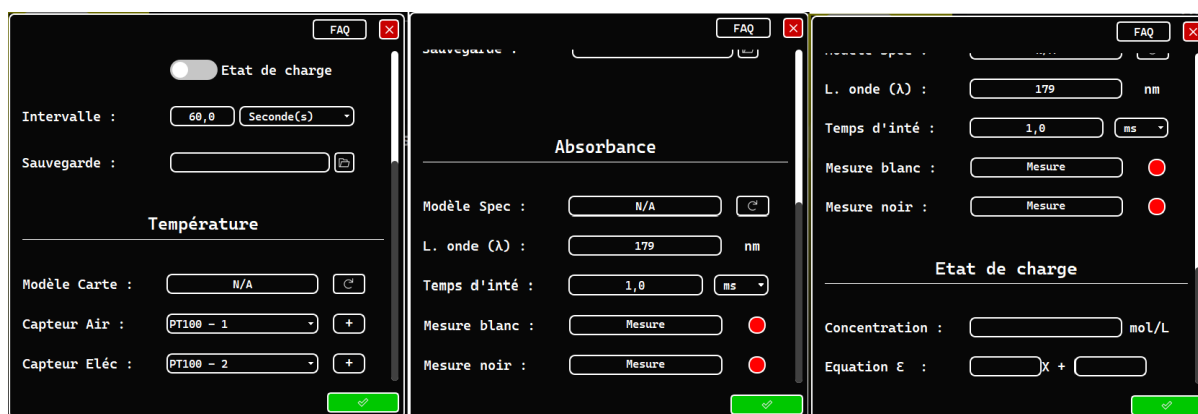 FAQ
Etat de charge
Intervalle : 60,0 Seconde(s)
Sauvegarde :
Température
Modèle Carte : N/A
Capteur Air : PT100 - 1 +
Capteur Eléc : PT100 - 2 +
FAQ
Sauvegarde :
Absorbance
Modèle Spec : N/A
L. onde (λ) : 179 nm
Temps d'inté : 1,0 ms
Mesure blanc : Mesure
Mesure noir : Mesure
FAQ
Modèle Spec : N/A
L. onde (λ) : 179 nm
Temps d'inté : 1,0 ms
Mesure blanc : Mesure
Mesure noir : Mesure
Etat de charge
Concentration : mol/L
Equation Ɛ : X +